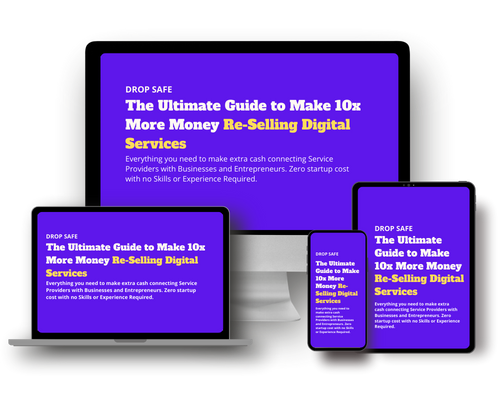 DROP SAFE
The Ultimate Guide to Make 10x
More Money Re-Selling Digital
Services
Everything you need to make extra cash connecting Service
Providers with Businesses and Entrepreneurs. Zero startup cost
with no Skills or Experience Required.
DROP SAFE
The Ultimate Guide to Make 10x
More Money Re-Selling Digital
Services
Everything you need to make extra cash connecting Service
Providers with Businesses and Entrepreneurs. Zero startup
cost with no Skills or Experience Required.
DROP SAFE
The Ultimate
Guide to Make
10x More
Money Re-
Selling Digital
Services
Everything you need to
make extra cash
connecting Service
Providers with Businesses
and Entrepreneurs. Zero
startup cost with no Skills
or Experience Required.
DROP SAFE
The Ultimate
Guide to Make
10x More Money
Re-Selling Digital
Services
Everything you need to make extra
cash connecting Service Providers with
Businesses and Entrepreneurs. Zero
startup cost with no Skills or Experience
Required.